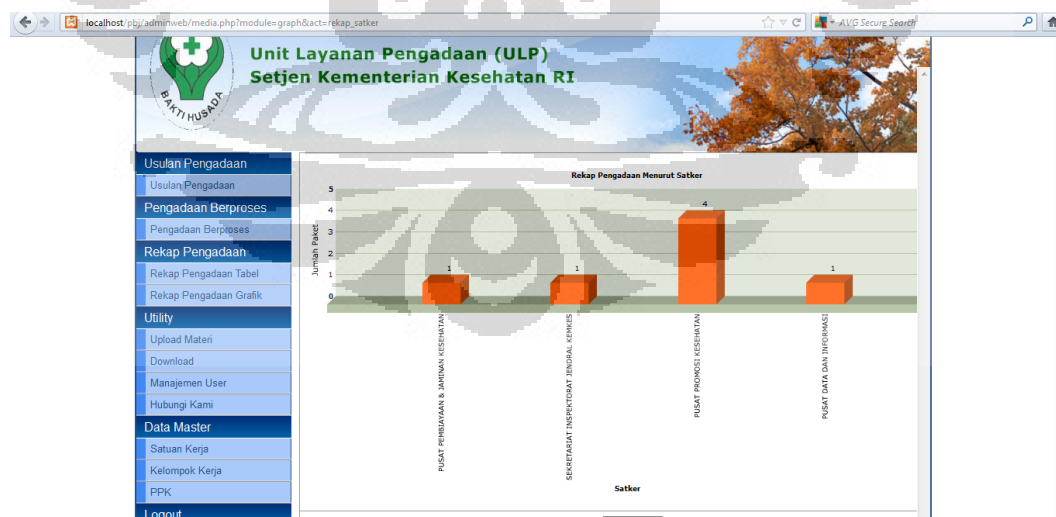 localhost/pbj/adminweb/media.php?module=graph&act=rekap_satker
AVG Secure Search
BAKTI HUSADA
Unit Layanan Pengadaan (ULP)
Setjen Kementerian Kesehatan RI
Usulan Pengadaan
Usulan Pengadaan
Pengadaan Berproses
Pengadaan Berproses
Rekap Pengadaan
Rekap Pengadaan Tabel
Rekap Pengadaan Grafik
Utility
Upload Materi
Download
Manajemen User
Hubungi Kami
Data Master
Satuan Kerja
Kelompok Kerja
PPK
Logout
Rekap Pengadaan Menurut Satker
Jumlah Paket
5
4
3
2
1
0
1
1
4
1
PUSAT PEMBIAYAAN & JAMINAN KESEHATAN
SEKRETARIAT INSPEKTORAT JENDRAL KEMKES
PUSAT PROMOSI KESEHATAN
PUSAT DATA DAN INFORMASI
Satker